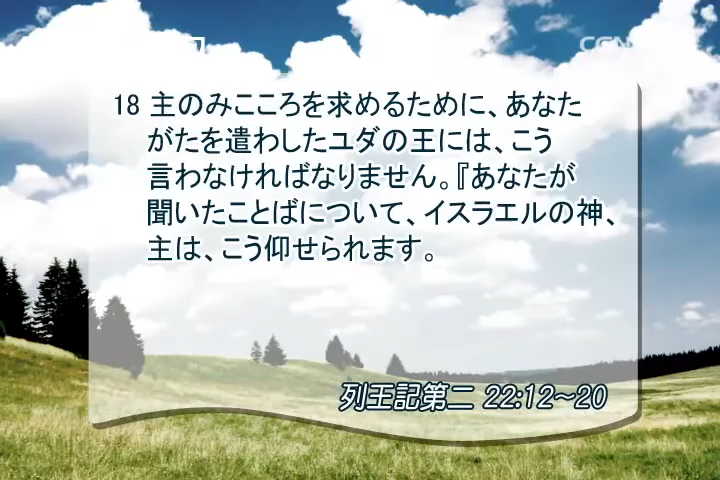 18 主のみこころを求めるために、あなた
がたを遣わしたユダの王には、こう
言わなければなりません。『あなたが
聞いたことばについて、イスラエルの神、
主は、こう仰せられます。
列王記第二 22:12~20